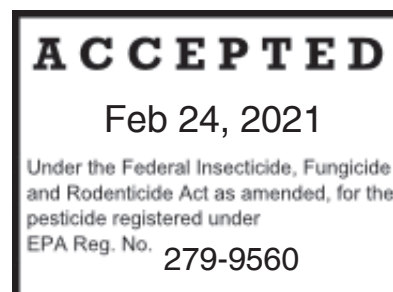 ACCEPTED
Feb 24, 2021
Under the Federal Insecticide, Fungicide
and Rodenticide Act as amended, for the
pesticide registered under
EPA Reg. No. 279-9560